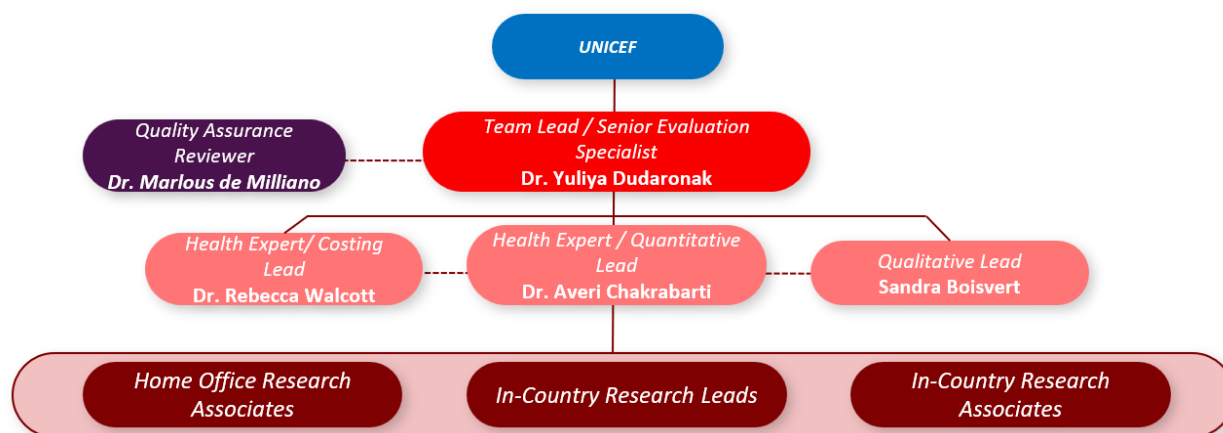 UNICEF
Quality Assurance
Reviewer
Dr. Marlous de Milliano
Team Lead / Senior Evaluation
Specialist
Dr. Yuliya Dudaronak
Health Expert/ Costing
Lead
Dr. Rebecca Walcott
Health Expert / Quantitative
Lead
Dr. Averi Chakrabarti
Qualitative Lead
Sandra Boisvert
Home Office Research
Associates
In-Country Research Leads
In-Country Research
Associates